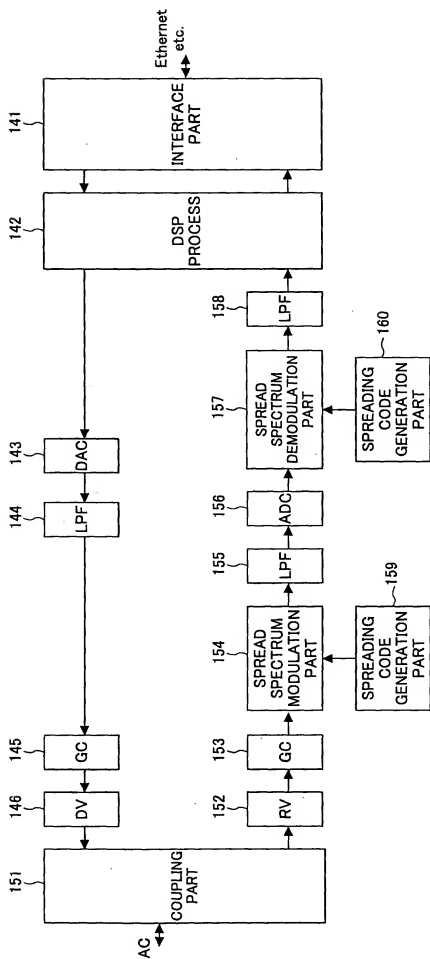 Ethernet
etc.
141
INTERFACE
PART
142
DSP
PROCESS
143
DAC
144
LPF
145
GC
146
DV
151
COUPLING
PART
AC
152
RV
153
GC
154
SPREAD
SPECTRUM
MODULATION
PART
155
LPF
156
ADC
157
SPREAD
SPECTRUM
DEMODULATION
PART
158
LPF
159
SPREADING
CODE
GENERATION
PART
160
SPREADING
CODE
GENERATION
PART